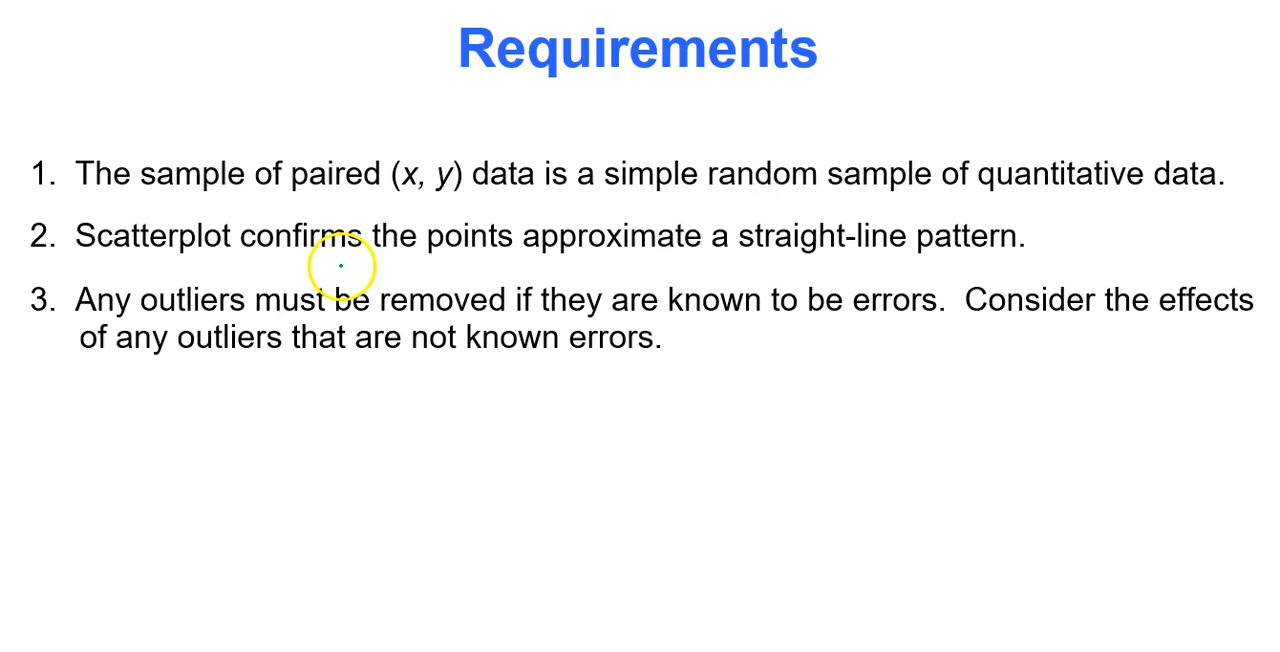 Requirements
1. The sample of paired (x, y) data is a simple random sample of quantitative data.
2. Scatterplot confirms the points approximate a straight-line pattern.
3. Any outliers must be removed if they are known to be errors. Consider the effects
of any outliers that are not known errors.